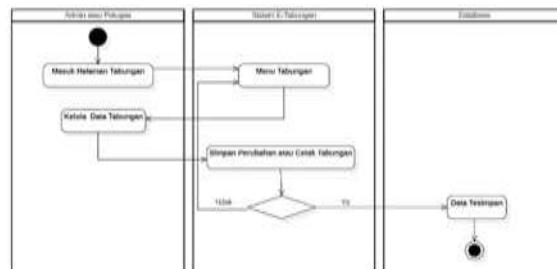 Admin atau Petugas
Sistem E-Tabungan
Database
Masuk Halaman Tabungan
Menu Tabungan
Kelola Data Tabungan
Simpan Perubahan atau Cetak Tabungan
Tidak
Ya
Data Tesimpan